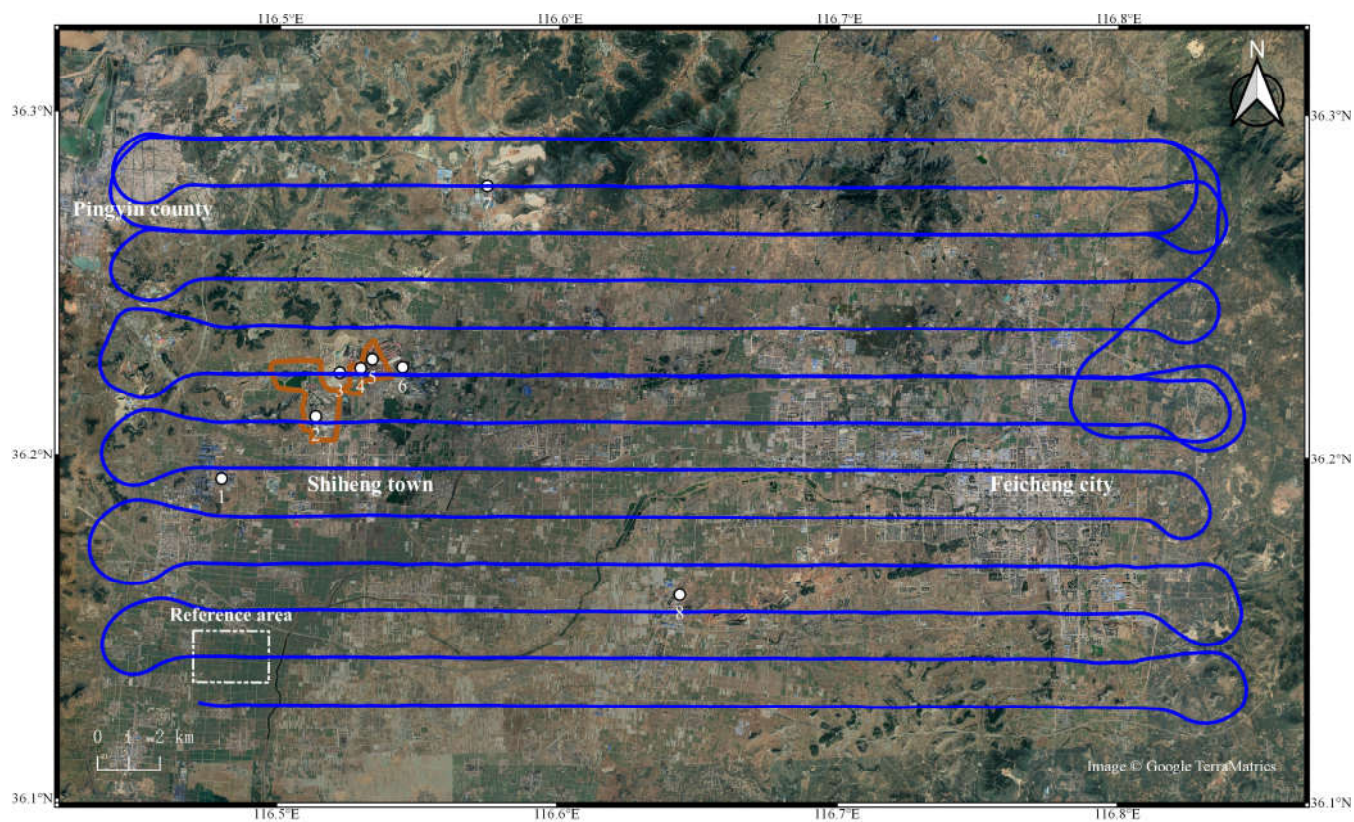 116.5°E 116.6°E 116.7°E 116.8°E
N
36.3°N 36.3°N
7
Pingyin county
5
3 4 6
2
36.2°N 36.2°N
1
Shiheng town Feicheng city
8
Reference area
0 1 2 km
Image © Google TerraMatrics
36.1°N 36.1°N
116.5°E 116.6°E 116.7°E 116.8°E